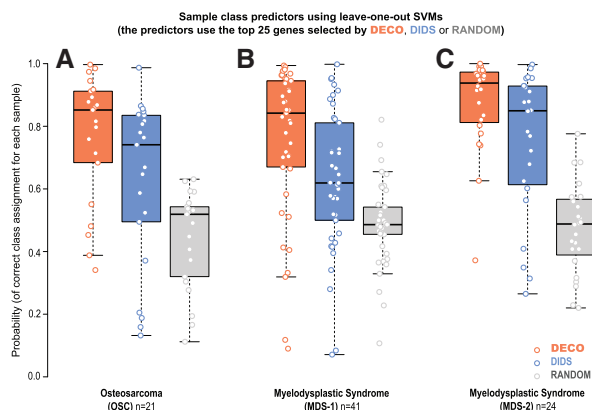 Sample class predictors using leave-one-out SVMs
(the predictors use the top 25 genes selected by DECO, DIDS or RANDOM)
A
B
C
Probability (of correct class assignment for each sample)
1.0
0.8
0.6
0.4
0.2
0.0
DECO
DIDS
RANDOM
Osteosarcoma
(OSC) n=21
Myelodysplastic Syndrome
(MDS-1) n=41
Myelodysplastic Syndrome
(MDS-2) n=24